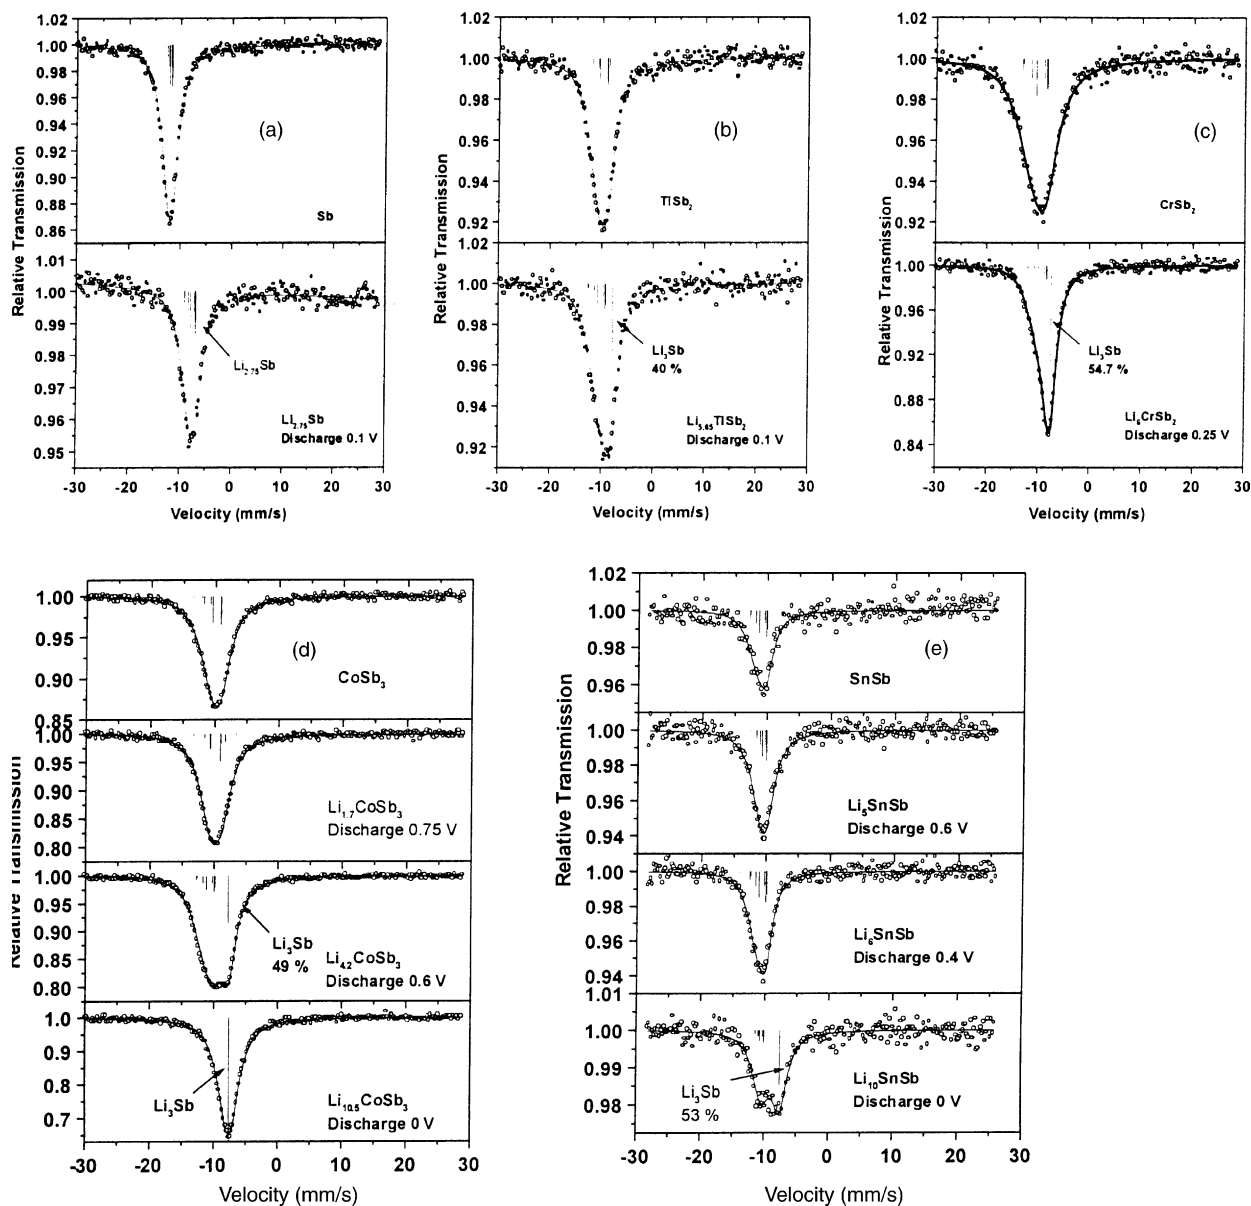 1.02
1.00
0.98
0.96
0.94
0.92
0.90
0.88
0.86
(a)
Sb
1.01
1.00
0.99
0.98
0.97
0.96
0.95
Li2.75Sb
Li2.75Sb
Discharge 0.1 V
-30 -20 -10 0 10 20 30
Velocity (mm/s)
Relative Transmission
1.02
1.00
0.98
0.96
0.94
0.92
(b)
TISb2
1.02
1.00
0.98
0.96
0.94
0.92
Li3Sb
40 %
Li5.65TISb2
Discharge 0.1 V
-30 -20 -10 0 10 20 30
Velocity (mm/s)
Relative Transmission
1.02
1.00
0.98
0.96
0.94
0.92
(c)
CrSb2
1.00
0.96
0.92
0.88
0.84
Li3Sb
54.7 %
Li6CrSb2
Discharge 0.25 V
-30 -20 -10 0 10 20 30
Velocity (mm/s)
Relative Transmission
1.00
0.95
0.90
0.85
(d)
CoSb3
1.00
0.95
0.90
0.85
0.80
Li1.7CoSb3
Discharge 0.75 V
1.00
0.95
0.90
0.85
0.80
Li3Sb
49 %
Li4.2CoSb3
Discharge 0.6 V
1.0
0.9
0.8
0.7
Li3Sb
Li10.5CoSb3
Discharge 0 V
-30 -20 -10 0 10 20 30
Velocity (mm/s)
Relative Transmission
1.02
1.00
0.98
0.96
(e)
SnSb
1.00
0.98
0.96
0.94
Li5SnSb
Discharge 0.6 V
1.00
0.98
0.96
0.94
Li6SnSb
Discharge 0.4 V
1.01
1.00
0.99
0.98
Li3Sb
53 %
Li10SnSb
Discharge 0 V
-30 -20 -10 0 10 20 30
Velocity (mm/s)
Relative Transmission